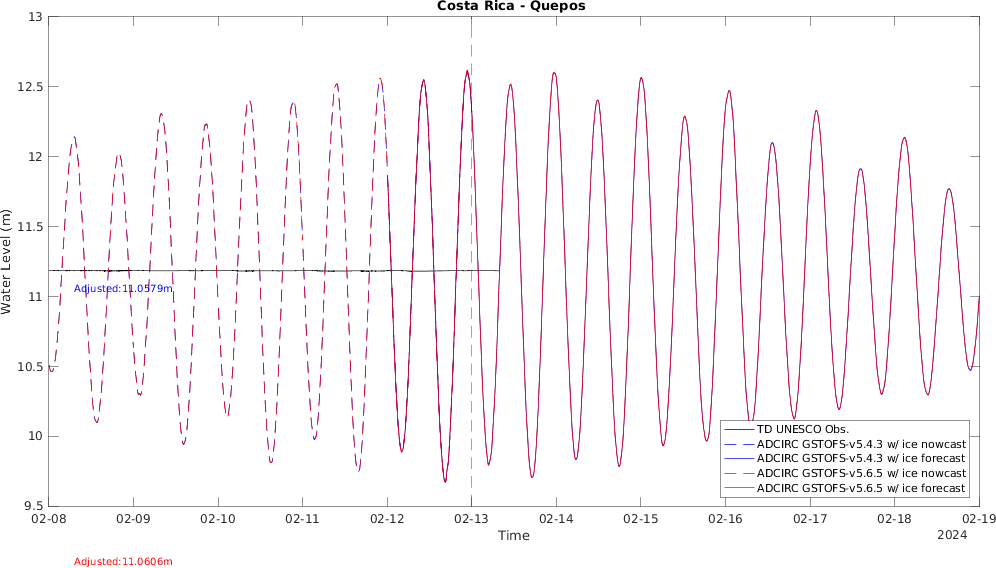 Costa Rica - Quepos
13
12.5
12
11.5
11
10.5
10
9.5
Water Level (m)
Adjusted:11.0579m
TD UNESCO Obs.
ADCIRC GSTOFS-v5.4.3 w/ ice nowcast
ADCIRC GSTOFS-v5.4.3 w/ ice forecast
ADCIRC GSTOFS-v5.6.5 w/ ice nowcast
ADCIRC GSTOFS-v5.6.5 w/ ice forecast
02-08 02-09 02-10 02-11 02-12 02-13 02-14 02-15 02-16 02-17 02-18 02-19
Time
2024
Adjusted:11.0606m